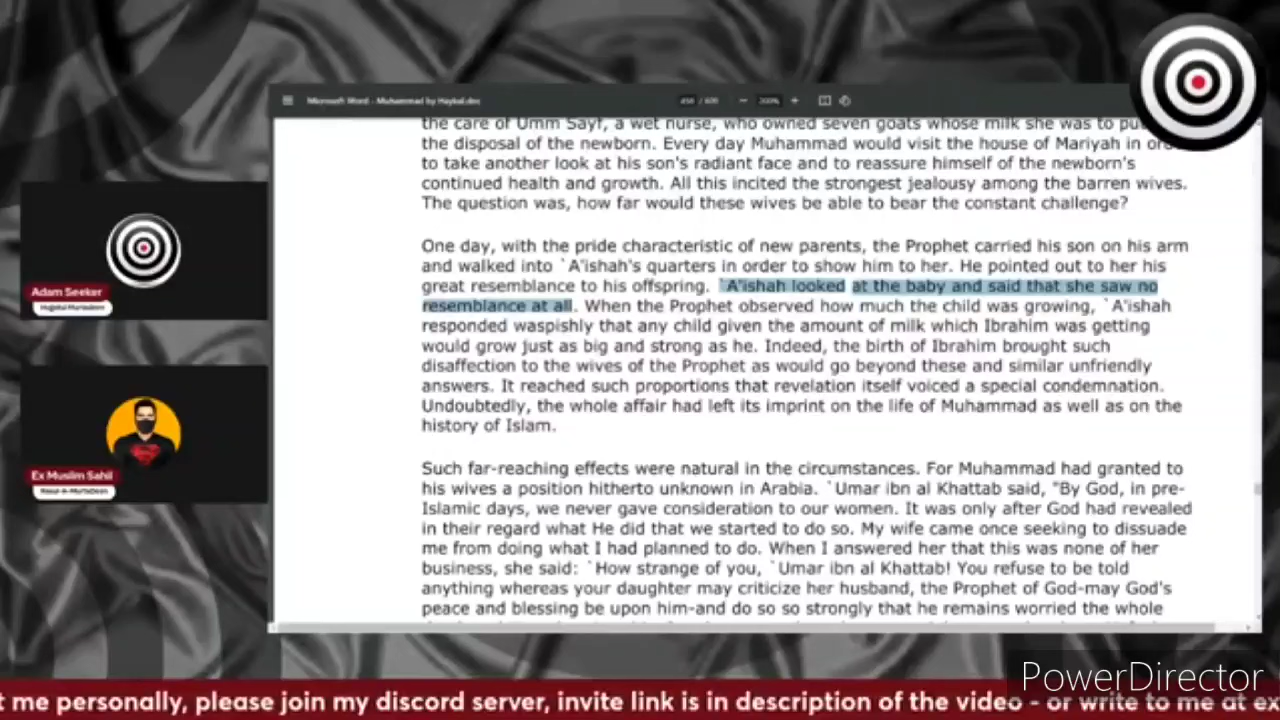 Microsoft Word - Muhammad by Haykal.doc
200%
the care of Umm Sayf, a wet nurse, who owned seven goats whose milk she was to pu
the disposal of the newborn. Every day Muhammad would visit the house of Mariyah in or
to take another look at his son's radiant face and to reassure himself of the newborn's
continued health and growth. All this incited the strongest jealousy among the barren wives.
The question was, how far would these wives be able to bear the constant challenge?
One day, with the pride characteristic of new parents, the Prophet carried his son on his arm
and walked into `A'ishah's quarters in order to show him to her. He pointed out to her his
great resemblance to his offspring. `A'ishah looked at the baby and said that she saw no
resemblance at all. When the Prophet observed how much the child was growing, `A'ishah
responded waspishly that any child given the amount of milk which Ibrahim was getting
would grow just as big and strong as he. Indeed, the birth of Ibrahim brought such
disaffection to the wives of the Prophet as would go beyond these and similar unfriendly
answers. It reached such proportions that revelation itself voiced a special condemnation.
Undoubtedly, the whole affair had left its imprint on the life of Muhammad as well as on the
history of Islam.
Such far-reaching effects were natural in the circumstances. For Muhammad had granted to
his wives a position hitherto unknown in Arabia. `Umar ibn al Khattab said, "By God, in pre-
Islamic days, we never gave consideration to our women. It was only after God had revealed
in their regard what He did that we started to do so. My wife came once seeking to dissuade
me from doing what I had planned to do. When I answered her that this was none of her
business, she said: `How strange of you, `Umar ibn al Khattab! You refuse to be told
anything whereas your daughter may criticize her husband, the Prophet of God-may God's
peace and blessing be upon him-and do so so strongly that he remains worried the whole
Adam Seeker
Ex Muslim Sahil
PowerDirector
t me personally, please join my discord server, invite link is in description of the video - or write to me at ex